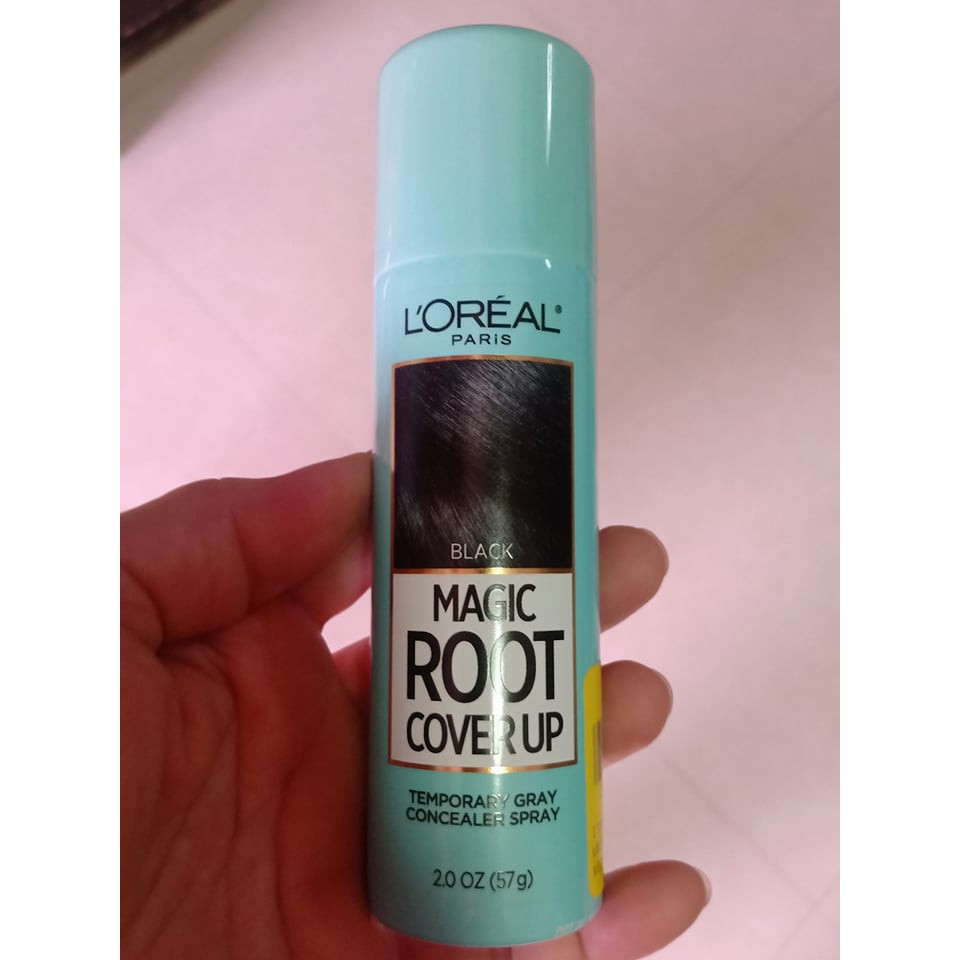 L'ORÉAL®
PARiS
BLACK
MAGIC
ROOT
COVER UP
TEMPORARY GRAY
CONCEALER SPRAY
2.0 OZ (57g)